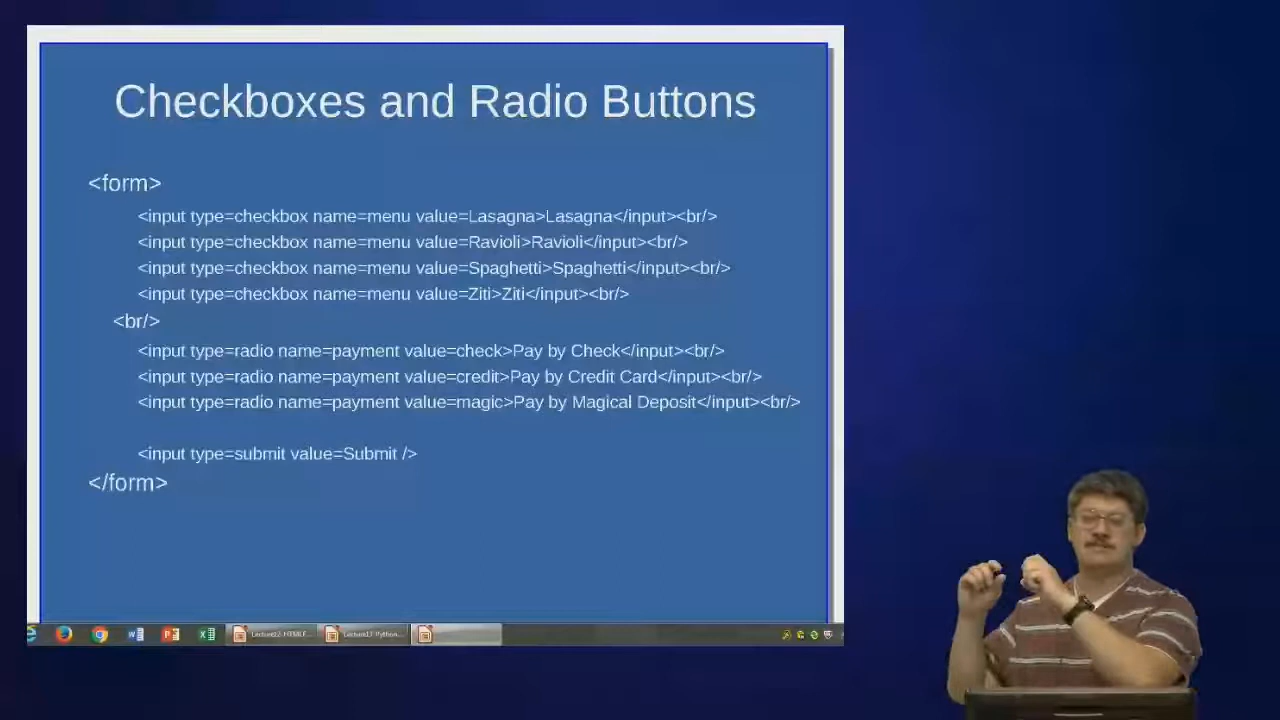 Checkboxes and Radio Buttons
<form>
<input type=checkbox name=menu value=Lasagna>Lasagna</input><br/>
<input type=checkbox name=menu value=Ravioli>Ravioli</input><br/>
<input type=checkbox name=menu value=Spaghetti>Spaghetti</input><br/>
<input type=checkbox name=menu value=Ziti>Ziti</input><br/>
<br/>
<input type=radio name=payment value=check>Pay by Check</input><br/>
<input type=radio name=payment value=credit>Pay by Credit Card</input><br/>
<input type=radio name=payment value=magic>Pay by Magical Deposit</input><br/>
<input type=submit value=Submit />
</form>